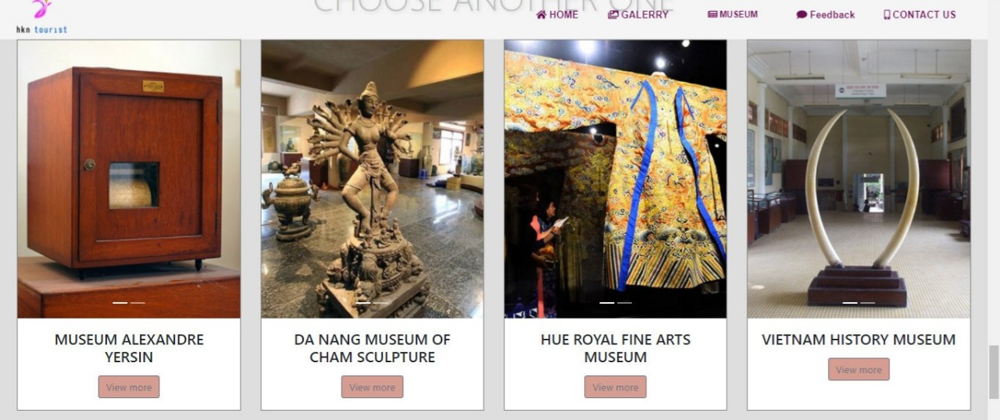 CHOOSE ANOTHER ONE
hkn tourist
HOME
GALERRY
MUSEUM
Feedback
CONTACT US
MUSEUM ALEXANDRE
YERSIN
View more
DA NANG MUSEUM OF
CHAM SCULPTURE
View more
HUE ROYAL FINE ARTS
MUSEUM
View more
VIETNAM HISTORY MUSEUM
View more